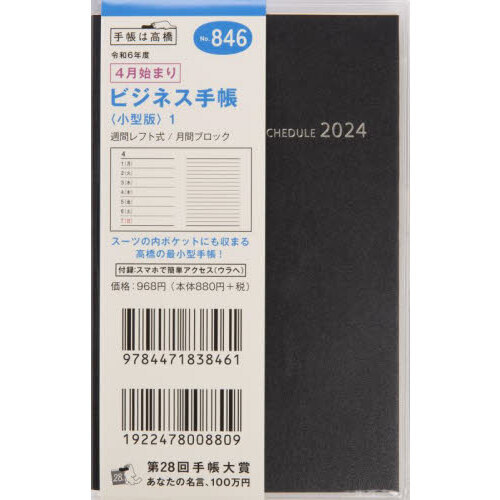 手帳は高橋
No. 846
令和6年度
4月始まり
ビジネス手帳
〈小型版〉1
週間レフト式/月間ブロック
4
1(月)
2(火)
3(水)
4(木)
5(金)
6(土)
7(日)
スーツの内ポケットにも収まる
高橋の最小型手帳!
付録:スマホで簡単アクセス(ウラへ)
価格:968円(本体880円+税)
9784471838461
1922478008809
28
第28回手帳大賞
あなたの名言、100万円
CHEDULE 2024